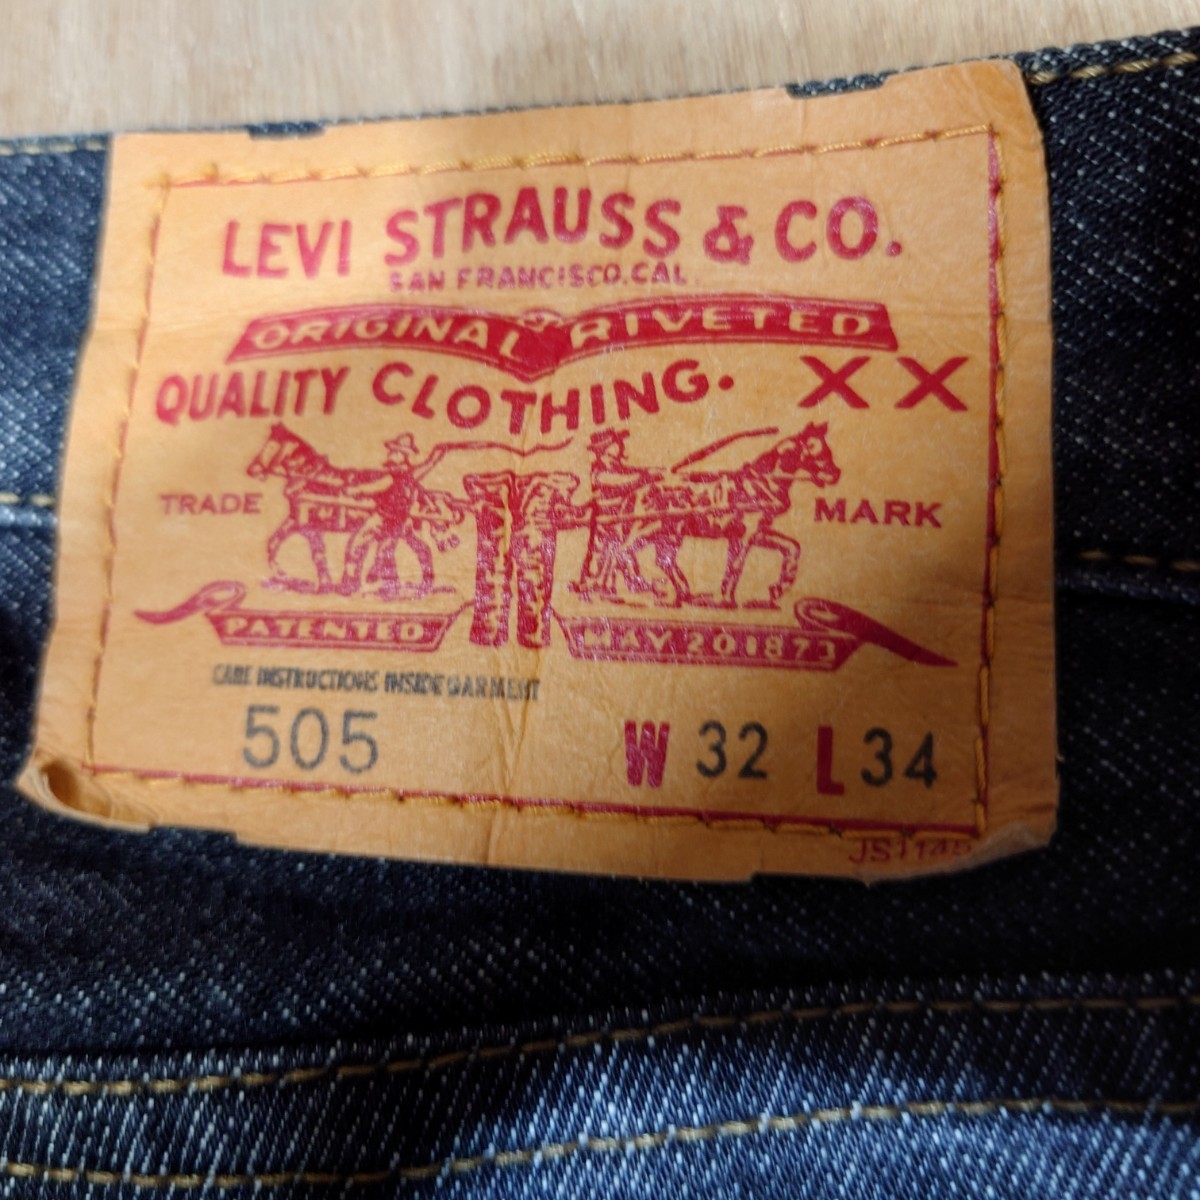 LEVI STRAUSS & CO.
SAN FRANCISCO.CAL.
ORIGINAL RIVETED
QUALITY CLOTHING. XX
TRADE MARK
PATENTED MAY 20 1873
CARE INSTRUCTIONS INSIDE GARMENT
505 W 32 L 34
JS1145